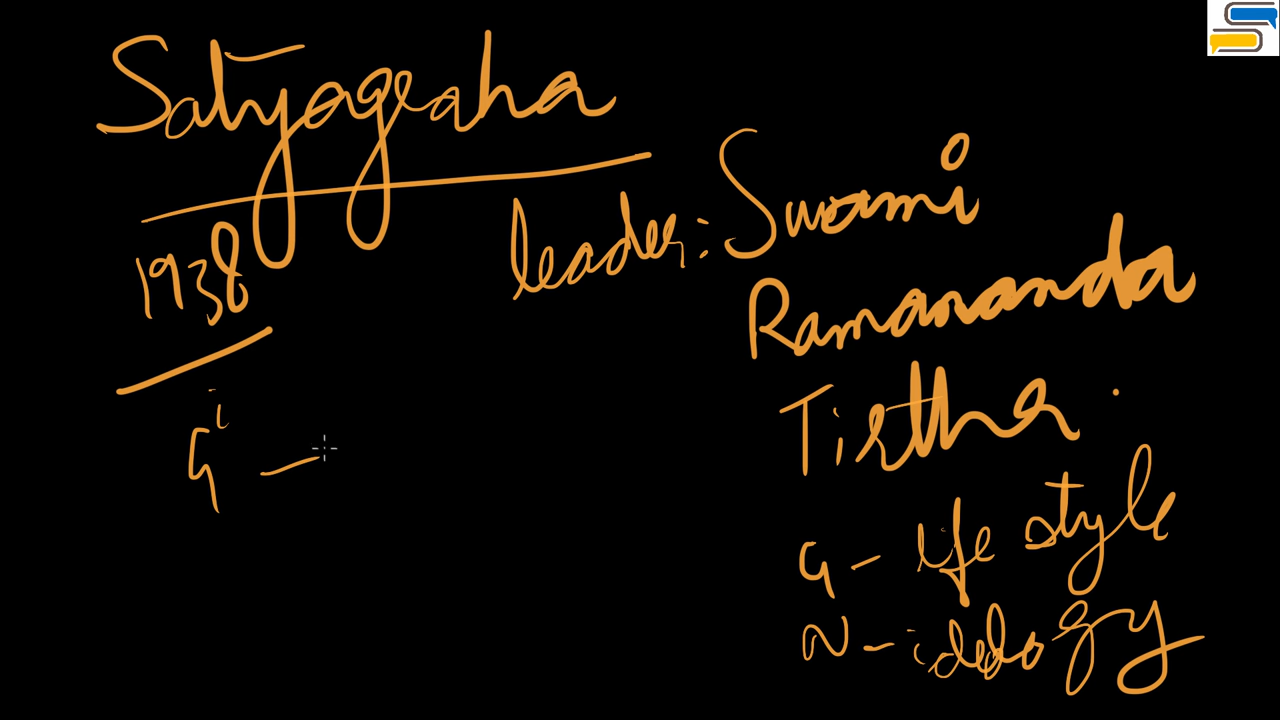 Satyagraha
1938
leader: Swami
Ramananda
Tirtha.
G i —
G - life style
N - ideology